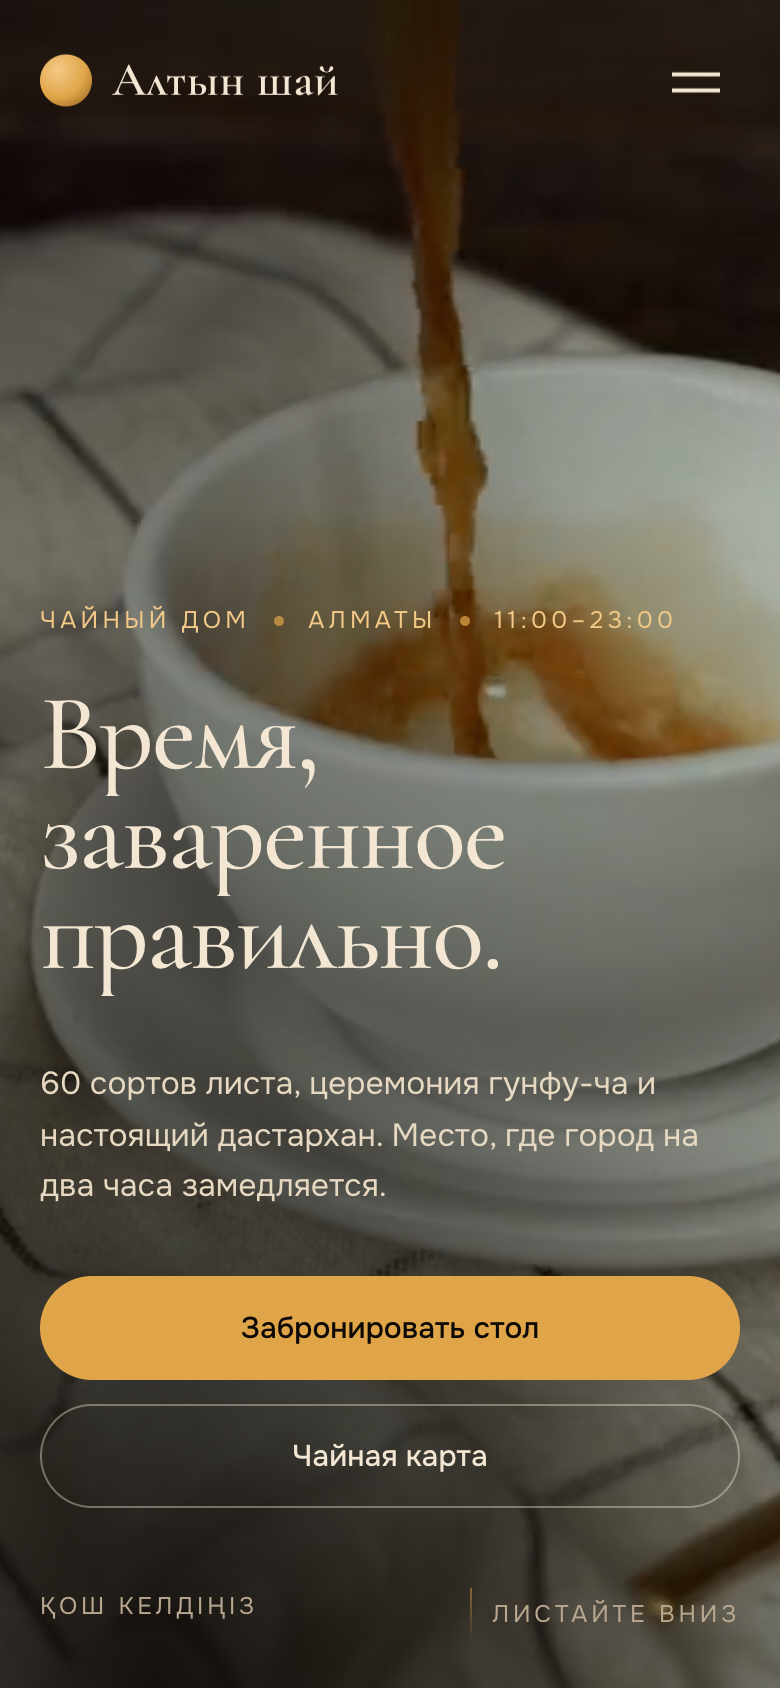 Алтын шай
ЧАЙНЫЙ ДОМ • АЛМАТЫ • 11:00–23:00
Время,
заваренное
правильно.
60 сортов листа, церемония гунфу-ча и
настоящий дастархан. Место, где город на
два часа замедляется.
Забронировать стол
Чайная карта
ҚОШ КЕЛДІҢІЗ
ЛИСТАЙТЕ ВНИЗ